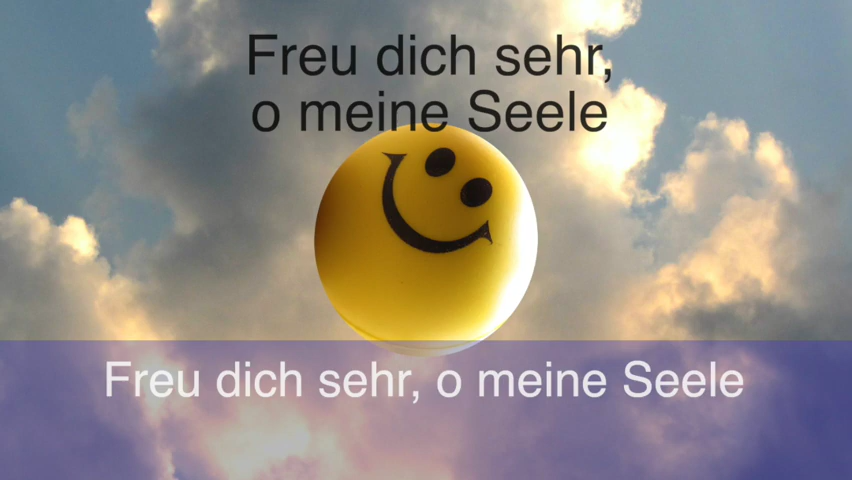 Freu dich sehr,
o meine Seele
Freu dich sehr, o meine Seele